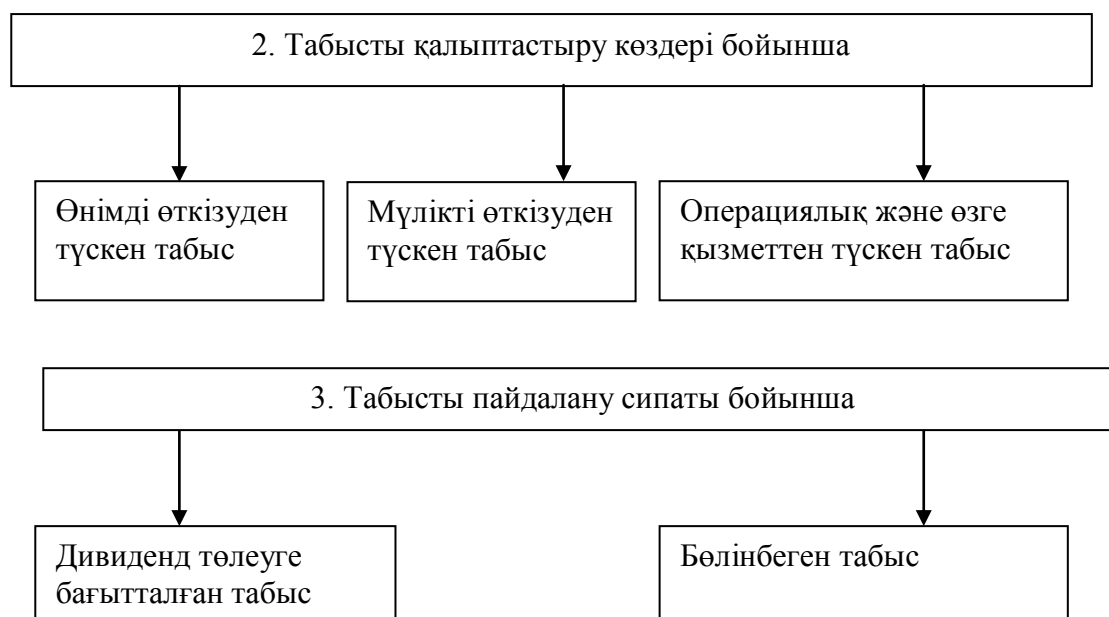 2. Табысты қалыптастыру көздері бойынша
Өнімді өткізуден
түскен табыс
Мүлікті өткізуден
түскен табыс
Операциялық және өзге
қызметтен түскен табыс
3. Табысты пайдалану сипаты бойынша
Дивиденд төлеуге
бағытталған табыс
Бөлінбеген табыс